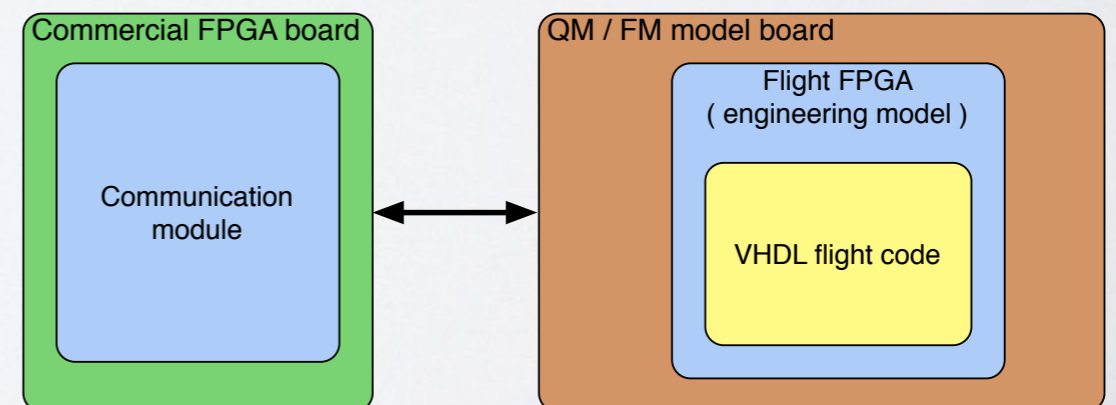 Commercial FPGA board
Communication
module
QM / FM model board
Flight FPGA
( engineering model )
VHDL flight code